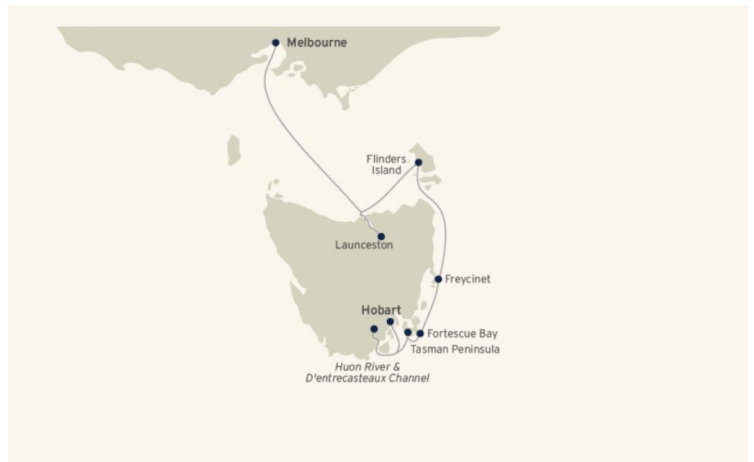 Melbourne
Flinders
Island
Launceston
Freycinet
Hobart
Fortescue Bay
Tasman Peninsula
Huon River &
D'entrecasteaux Channel